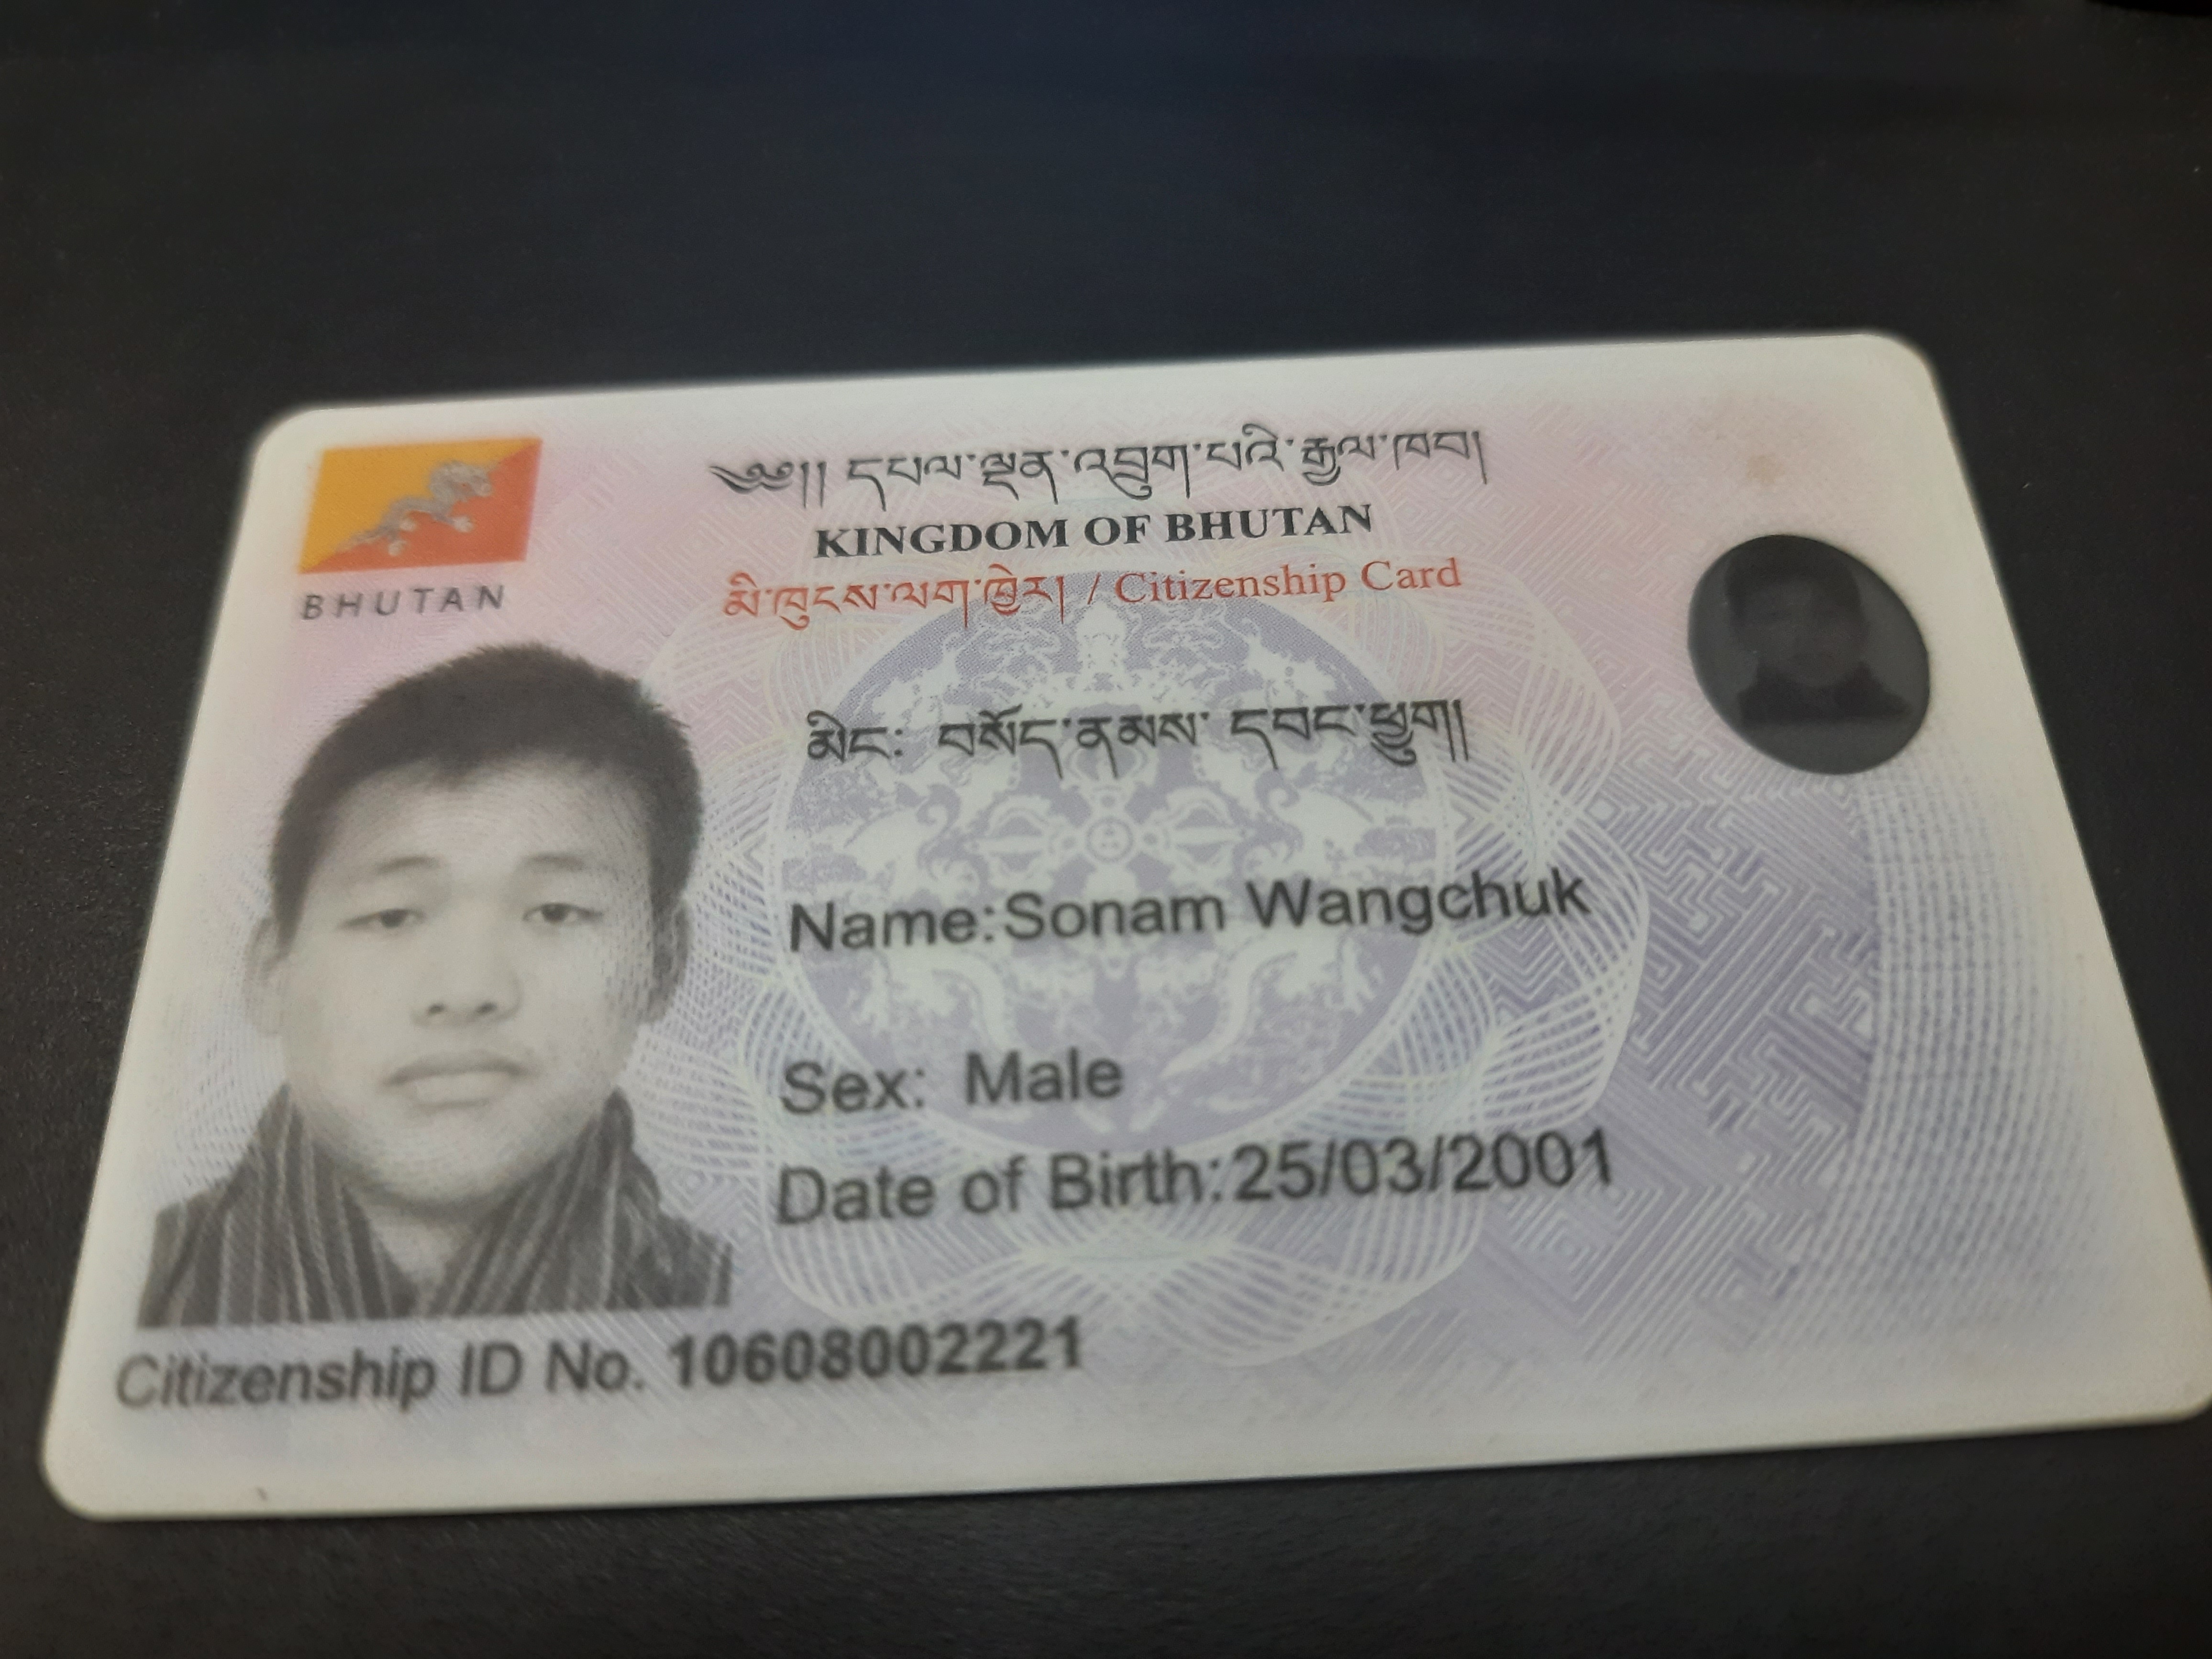 ༄༅།། དཔལ་ལྡན་འབྲུག་པའི་རྒྱལ་ཁབ།
KINGDOM OF BHUTAN
མི་ཁུངས་ལག་ཁྱེར། / Citizenship Card
BHUTAN
མིང་: བསོད་ནམས་ དབང་ཕྱུག།
Name:Sonam Wangchuk
Sex: Male
Date of Birth:25/03/2001
Citizenship ID No. 10608002221